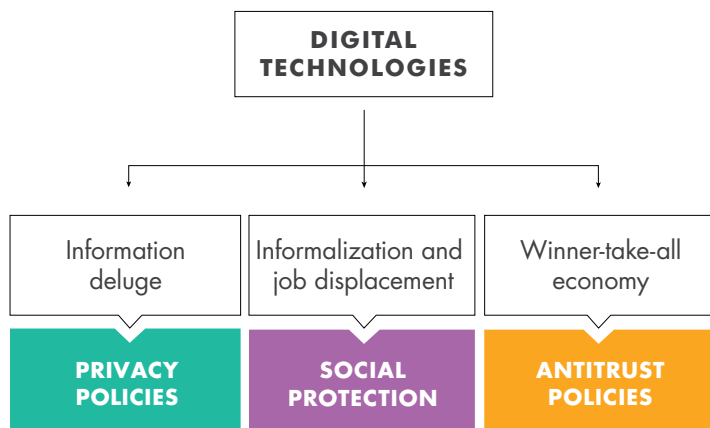 DIGITAL
TECHNOLOGIES
Information
deluge
PRIVACY
POLICIES
Informalization and
job displacement
SOCIAL
PROTECTION
Winner-take-all
economy
ANTITRUST
POLICIES